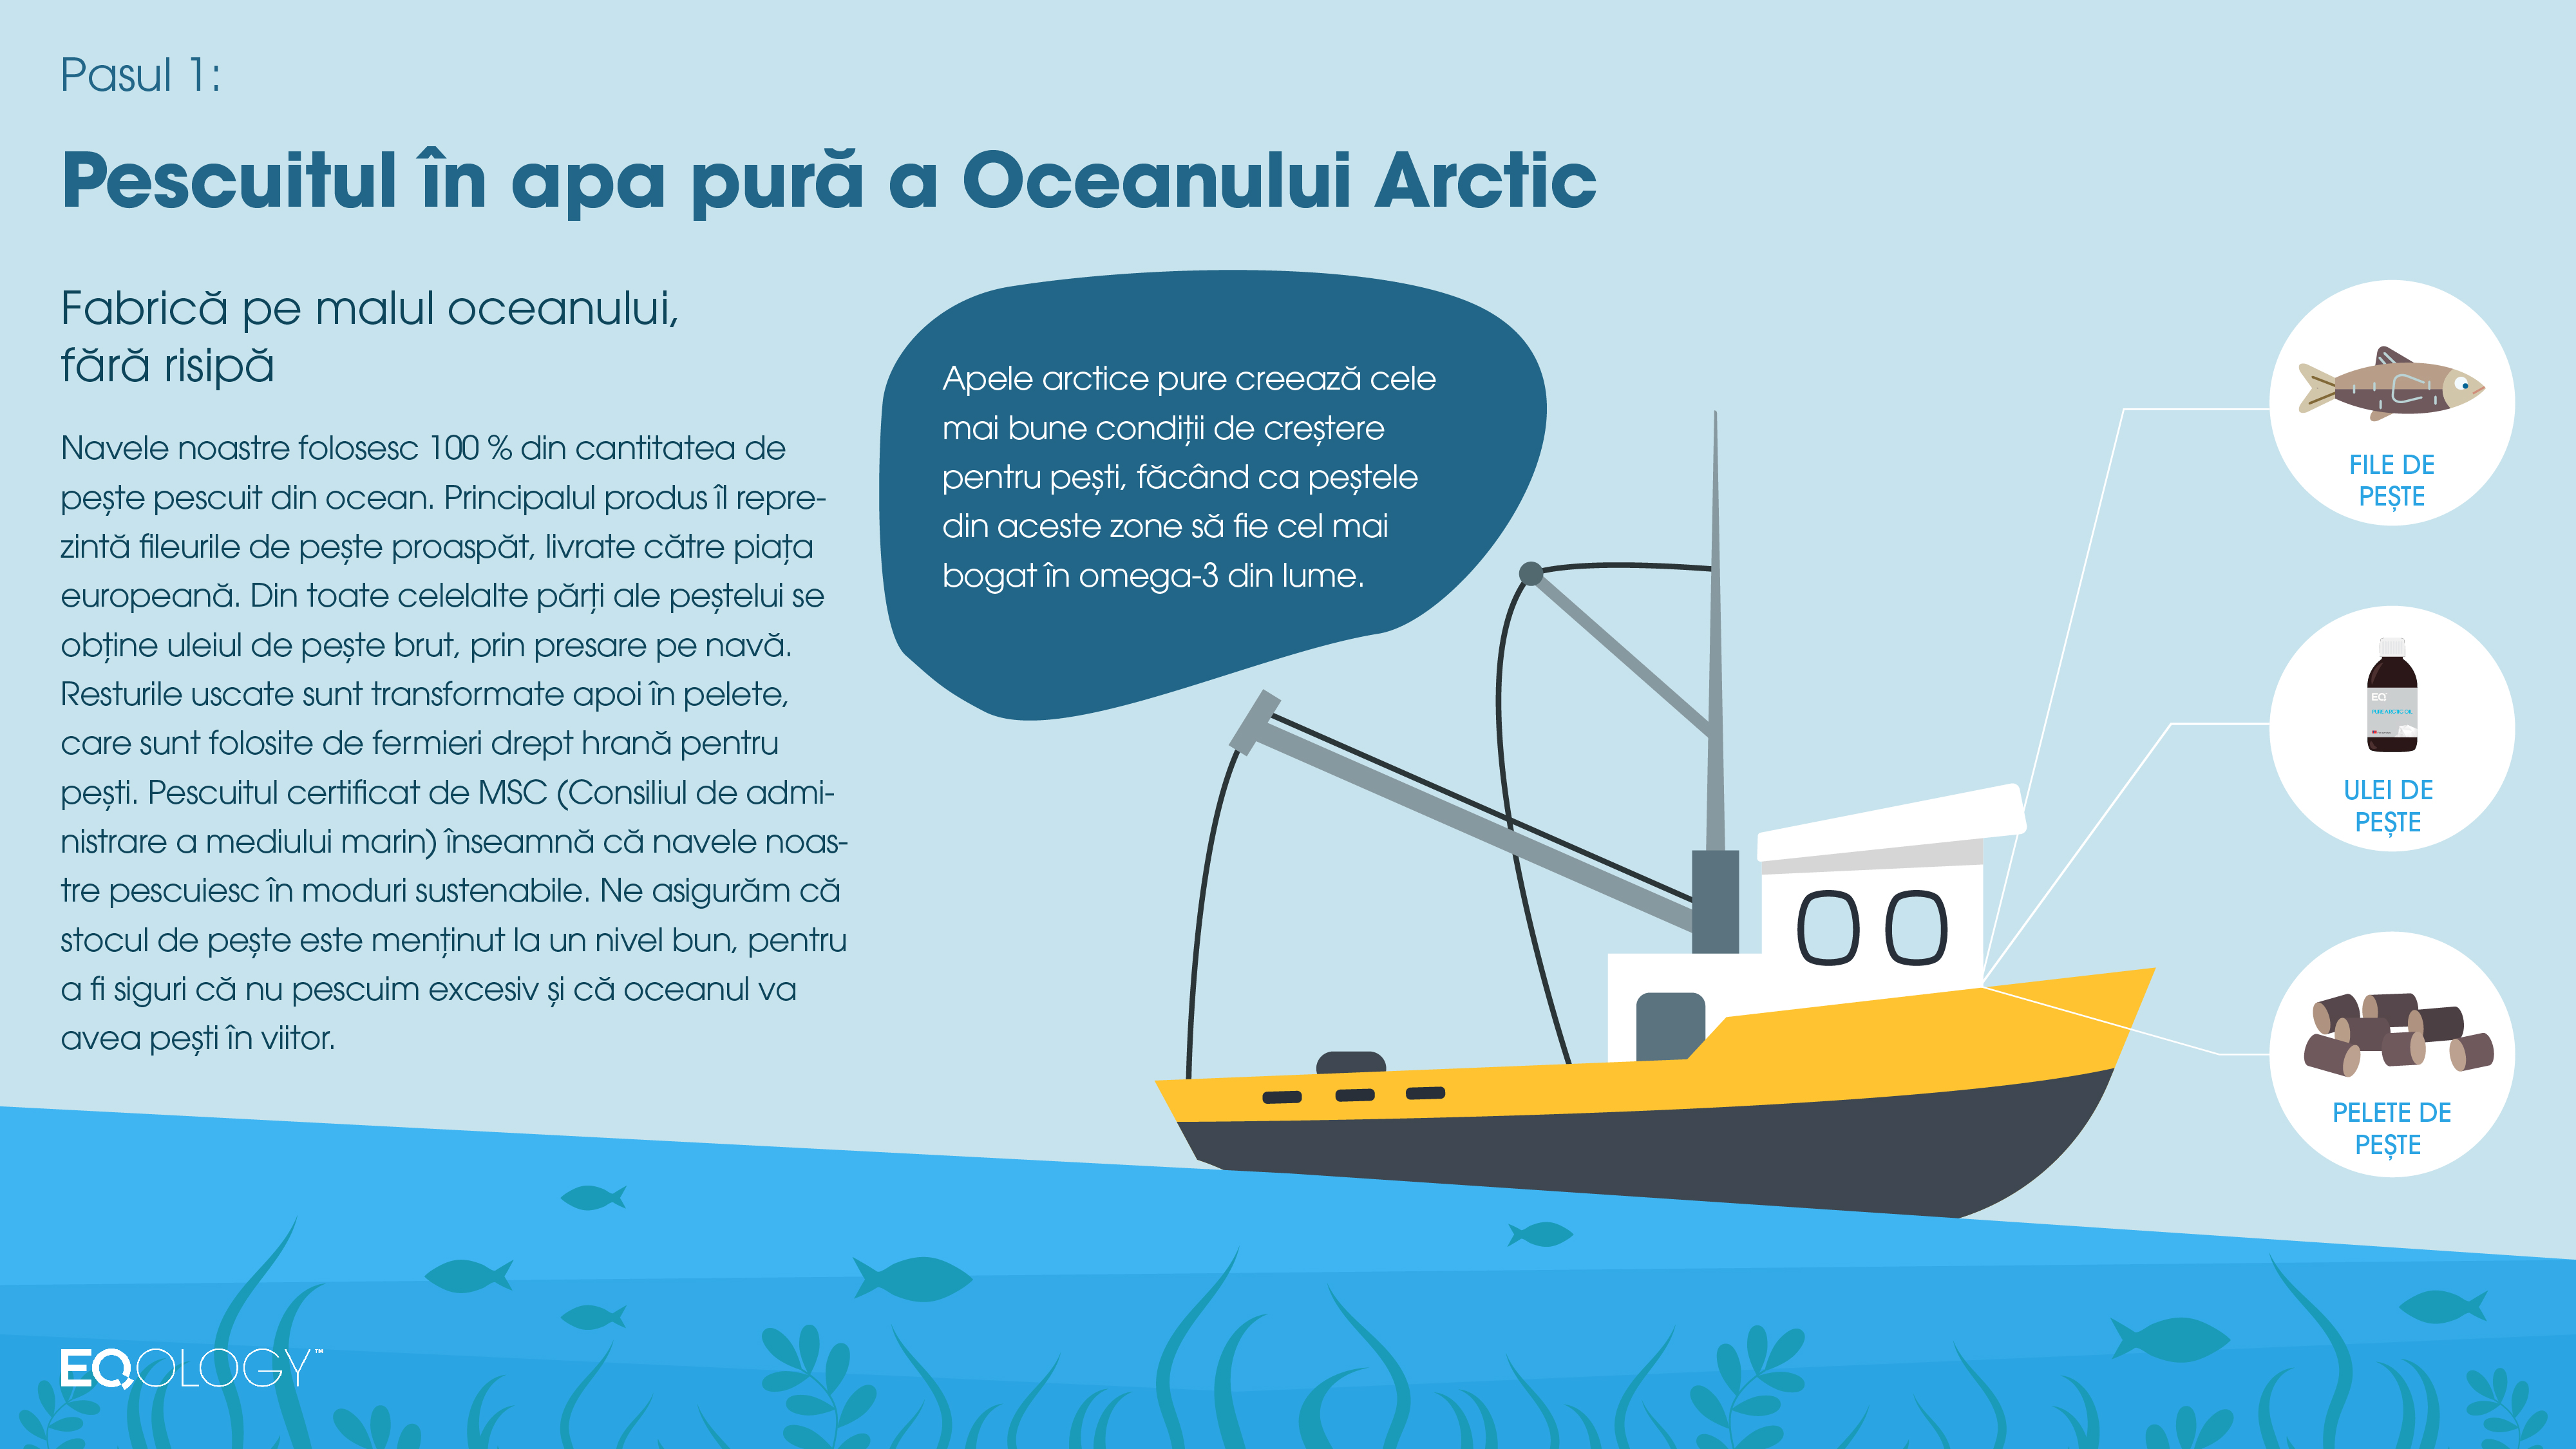 Pasul 1:
Pescuitul în apa pură a Oceanului Arctic
Fabrică pe malul oceanului,
fără risipă
Navele noastre folosesc 100 % din cantitatea de
pește pescuit din ocean. Principalul produs îl repre-
zintă fileurile de pește proaspăt, livrate către piața
europeană. Din toate celelalte părți ale peștelui se
obține uleiul de pește brut, prin presare pe navă.
Resturile uscate sunt transformate apoi în pelete,
care sunt folosite de fermieri drept hrană pentru
pești. Pescuitul certificat de MSC (Consiliul de admi-
nistrare a mediului marin) înseamnă că navele noas-
tre pescuiesc în moduri sustenabile. Ne asigurăm că
stocul de pește este menținut la un nivel bun, pentru
a fi siguri că nu pescuim excesiv și că oceanul va
avea pești în viitor.
Apele arctice pure creează cele
mai bune condiții de creștere
pentru pești, făcând ca peștele
din aceste zone să fie cel mai
bogat în omega-3 din lume.
FILE DE
PEȘTE
EQ
PURE ARCTIC OIL
ULEI DE
PEȘTE
PELETE DE
PEȘTE
EQOLOGY™